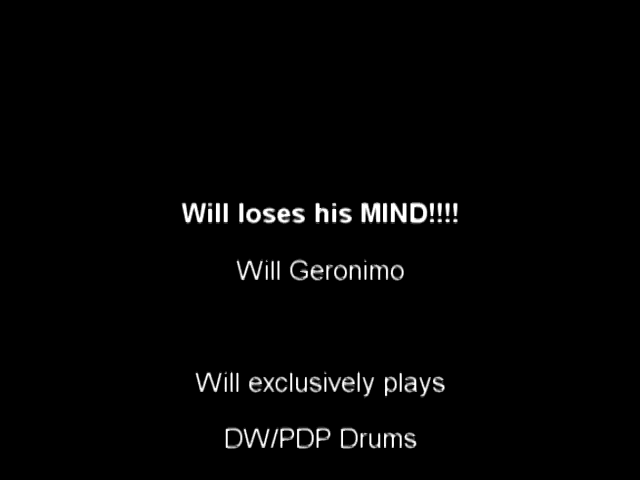 Will loses his MIND!!!!
Will Geronimo
Will exclusively plays
DW/PDP Drums